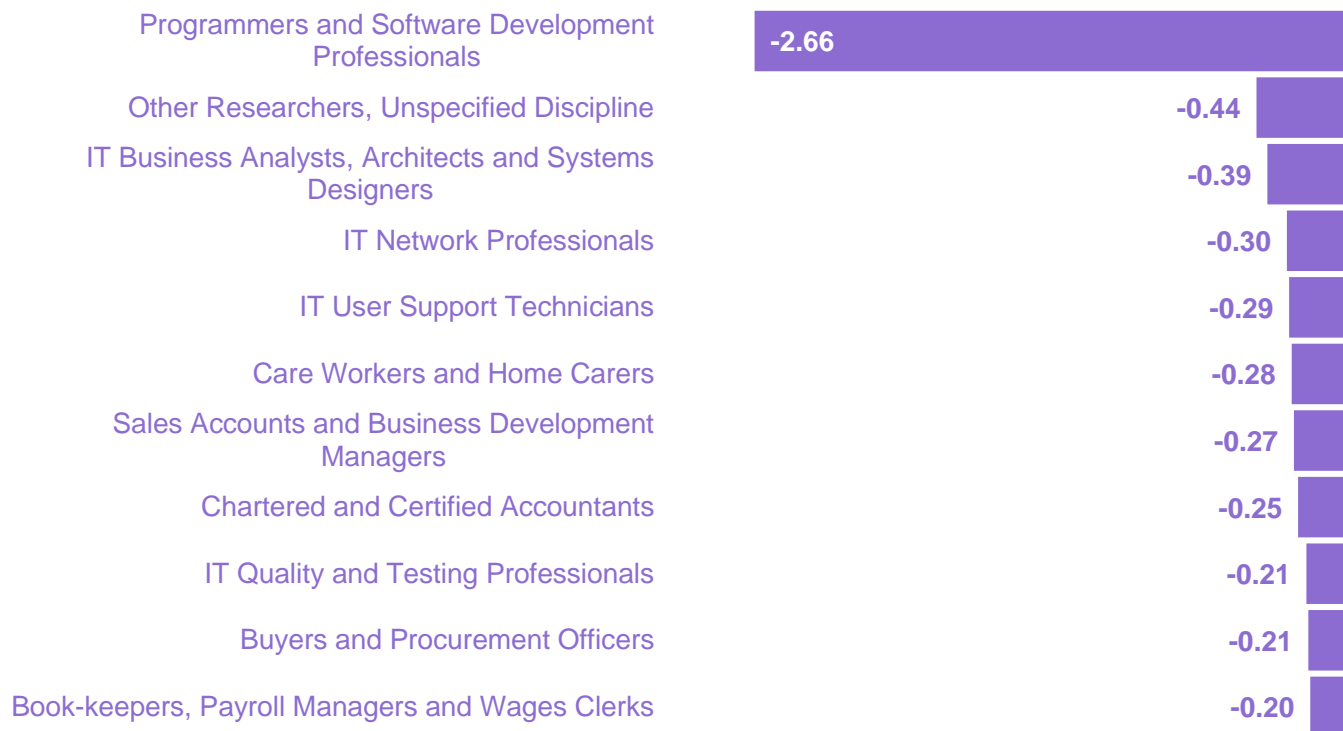 Programmers and Software Development
Professionals
-2.66
Other Researchers, Unspecified Discipline
-0.44
IT Business Analysts, Architects and Systems
Designers
-0.39
IT Network Professionals
-0.30
IT User Support Technicians
-0.29
Care Workers and Home Carers
-0.28
Sales Accounts and Business Development
Managers
-0.27
Chartered and Certified Accountants
-0.25
IT Quality and Testing Professionals
-0.21
Buyers and Procurement Officers
-0.21
Book-keepers, Payroll Managers and Wages Clerks
-0.20